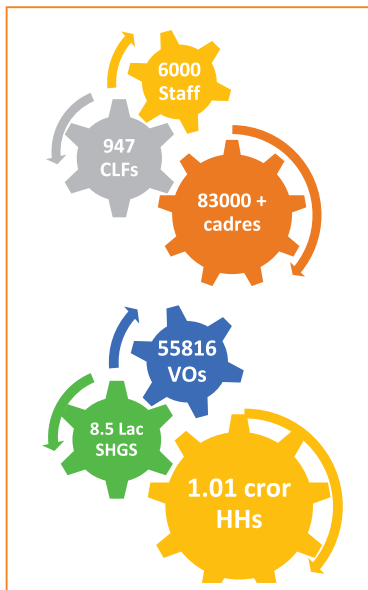 6000
Staff
947
CLFs
83000 +
cadres
55816
VOs
8.5 Lac
SHGS
1.01 cror
HHs